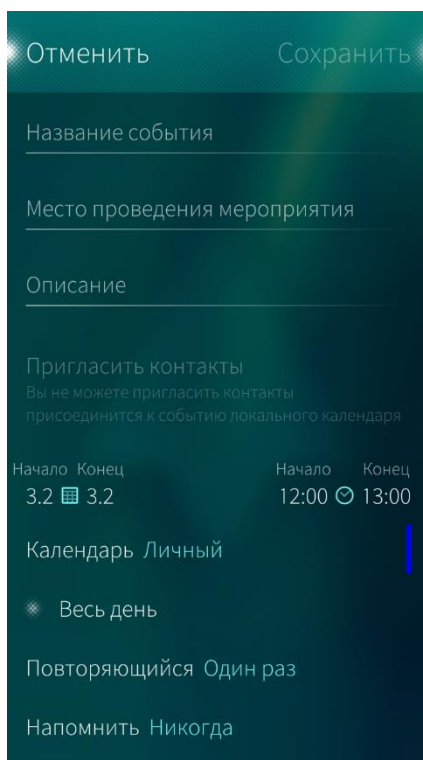 Отменить Сохранить
Название события
Место проведения мероприятия
Описание
Пригласить контакты
Вы не можете пригласить контакты
присоединится к событию локального календаря
Начало Конец Начало Конец
3.2 3.2 12:00 13:00
Календарь Личный
Весь день
Повторяющийся Один раз
Напомнить Никогда